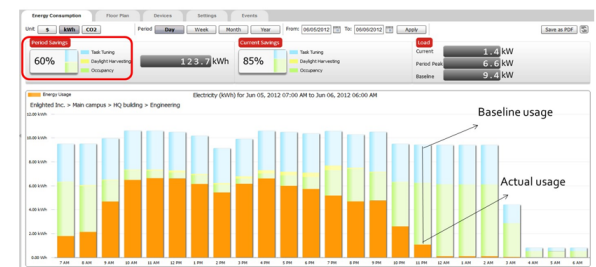 Energy Consumption Floor Plan Devices Settings Events
Unit $ kWh CO2 Period Day Week Month Year From: 06/05/2012 To: 06/05/2012 Apply Save as PDF
Period Savings Current Savings Load
60% Task Tuning Daylight Harvesting Occupancy
123.7 kWh
85% Task Tuning Daylight Harvesting Occupancy
Current 1.4 kW
Period Peak 6.6 kW
Baseline 9.4 kW
Energy Usage
Electricity (kWh) for Jun 05, 2012 07:00 AM to Jun 06, 2012 06:00 AM
Enlighted Inc. > Main campus > HQ building > Engineering
Baseline usage
Actual usage
10.00 kWh
8.00 kWh
6.00 kWh
4.00 kWh
2.00 kWh
0.00 kWh
7 AM 8 AM 9 AM 10 AM 11 AM 12 PM 1 PM 2 PM 3 PM 4 PM 5 PM 6 PM 7 PM 8 PM 9 PM 10 PM 11 PM 12 AM 1 AM 2 AM 3 AM 4 AM 5 AM 6 AM